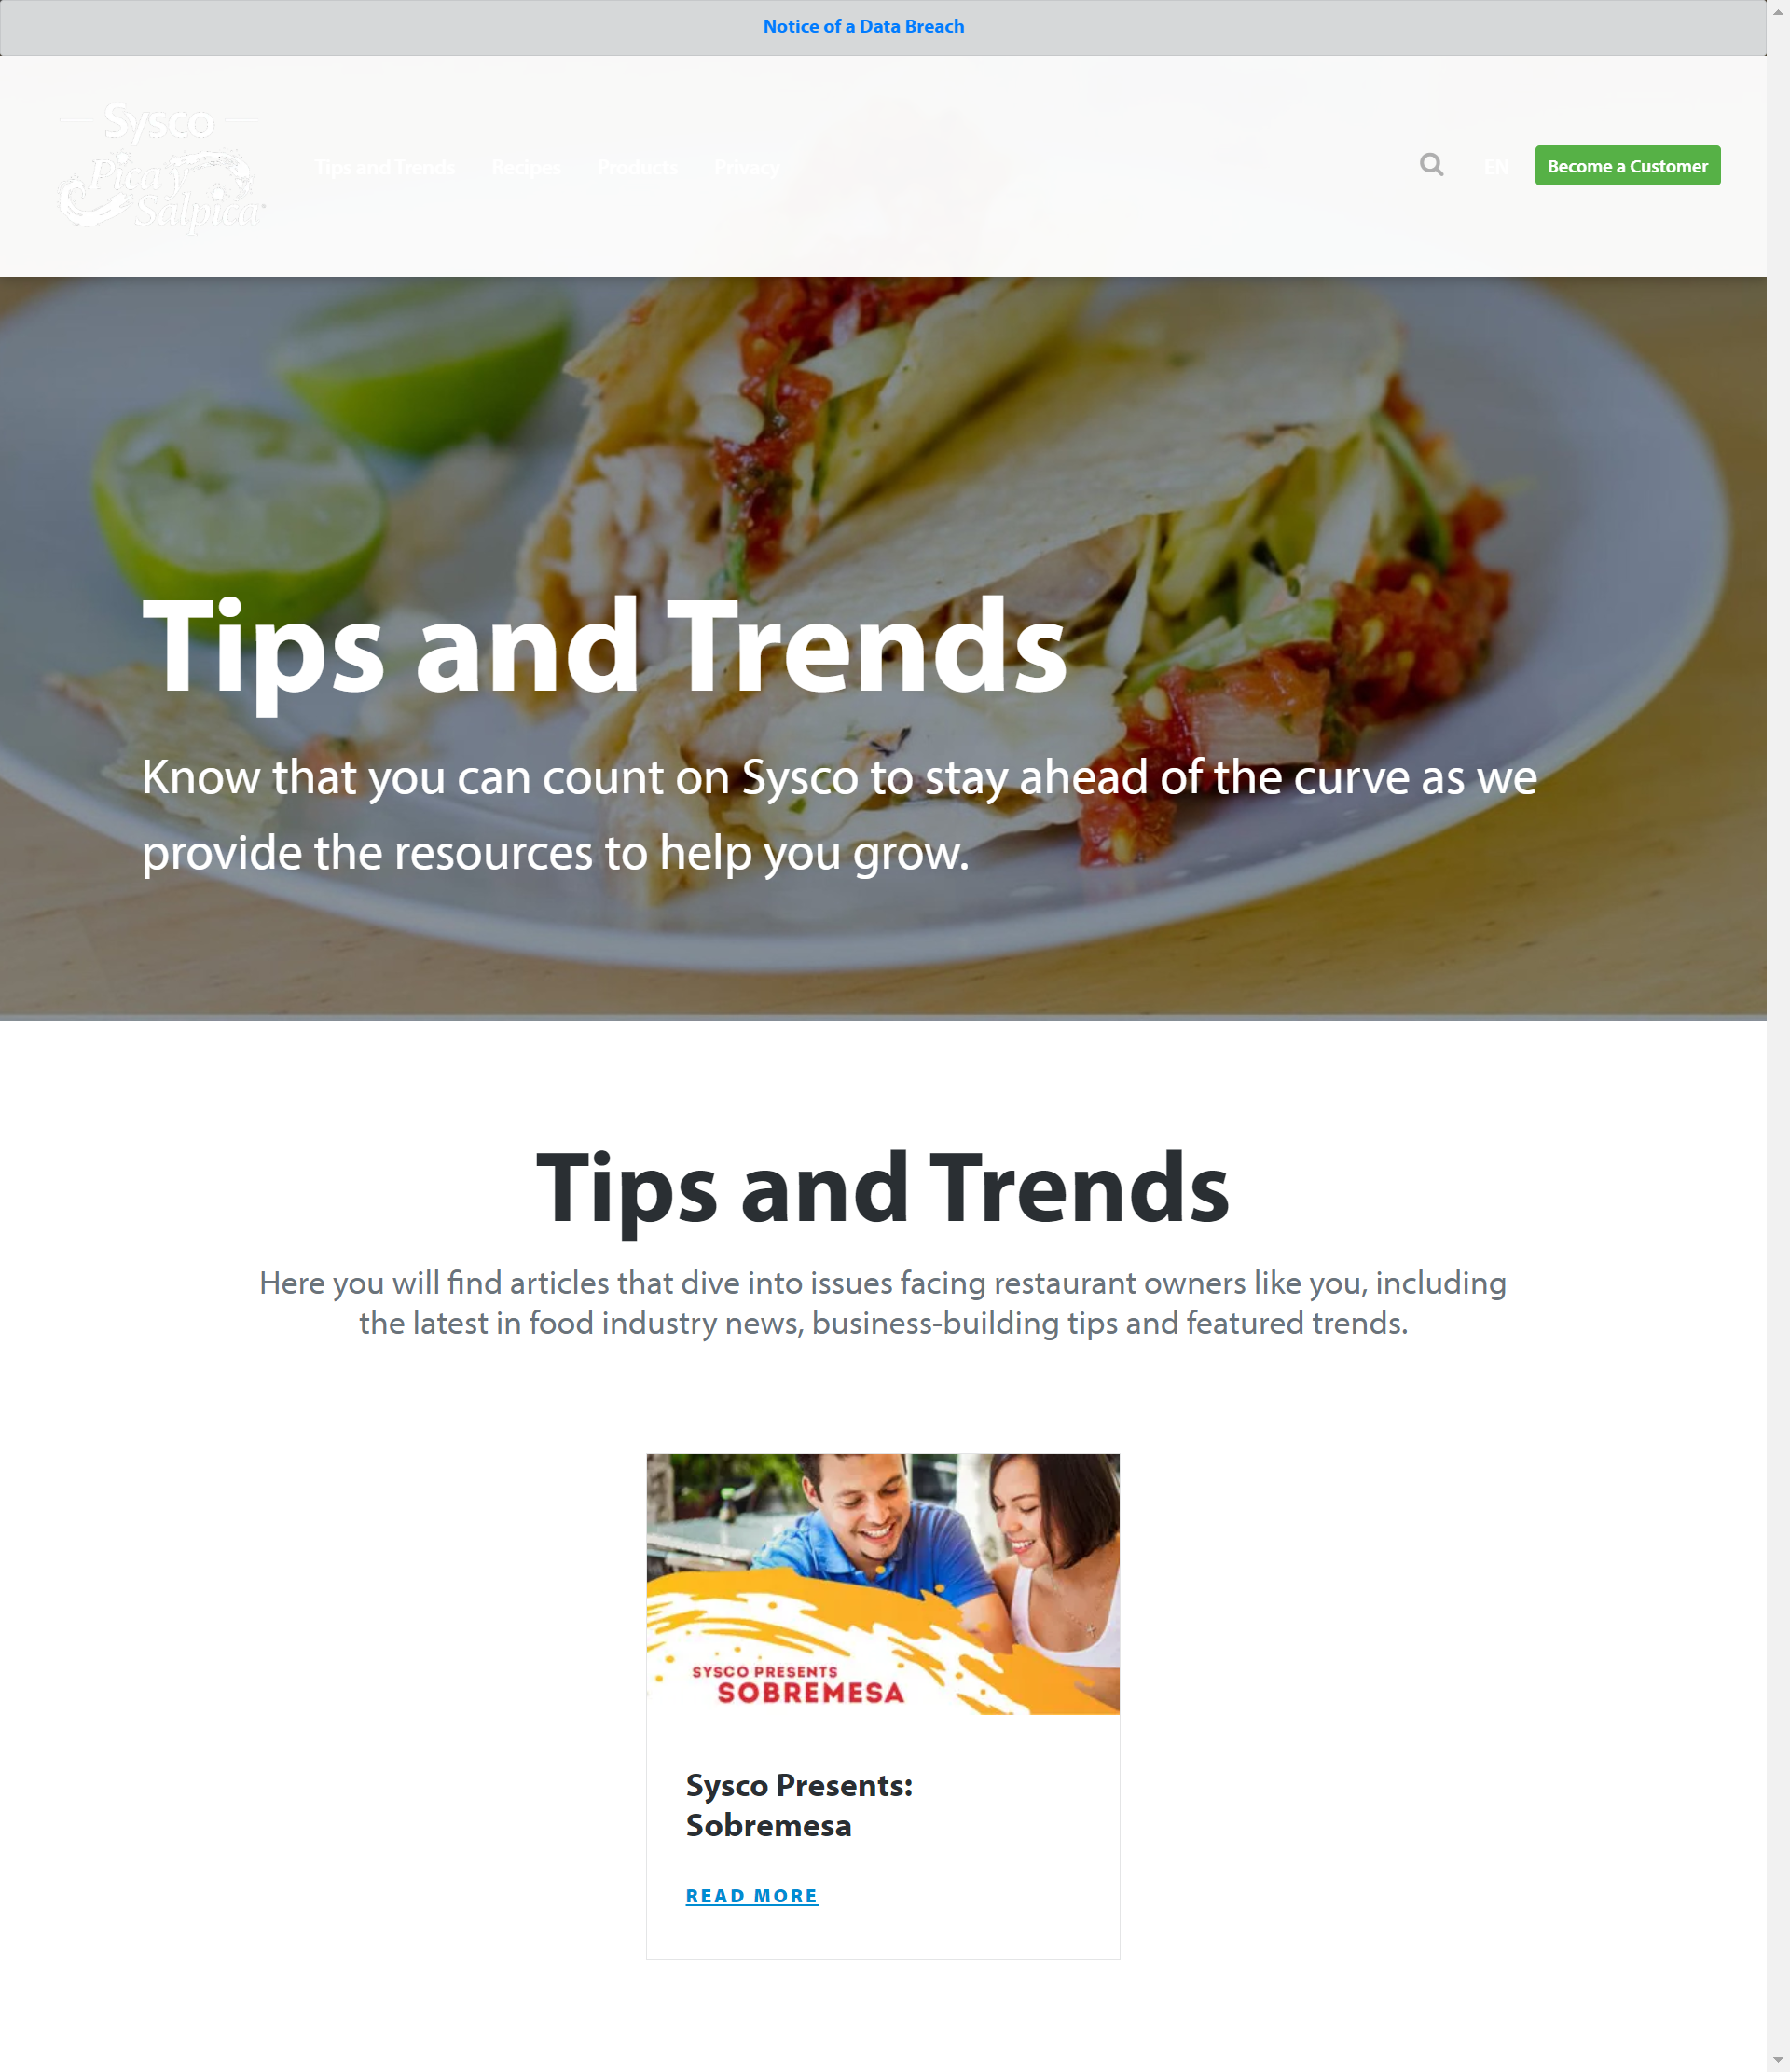 Notice of a Data Breach
Sysco
Pica y
Salpica
Tips and Trends Recipes Products Privacy
EN Become a Customer
Tips and Trends
Know that you can count on Sysco to stay ahead of the curve as we
provide the resources to help you grow.
Tips and Trends
Here you will find articles that dive into issues facing restaurant owners like you, including
the latest in food industry news, business-building tips and featured trends.
SYSCO PRESENTS
SOBREMESA
Sysco Presents:
Sobremesa
READ MORE